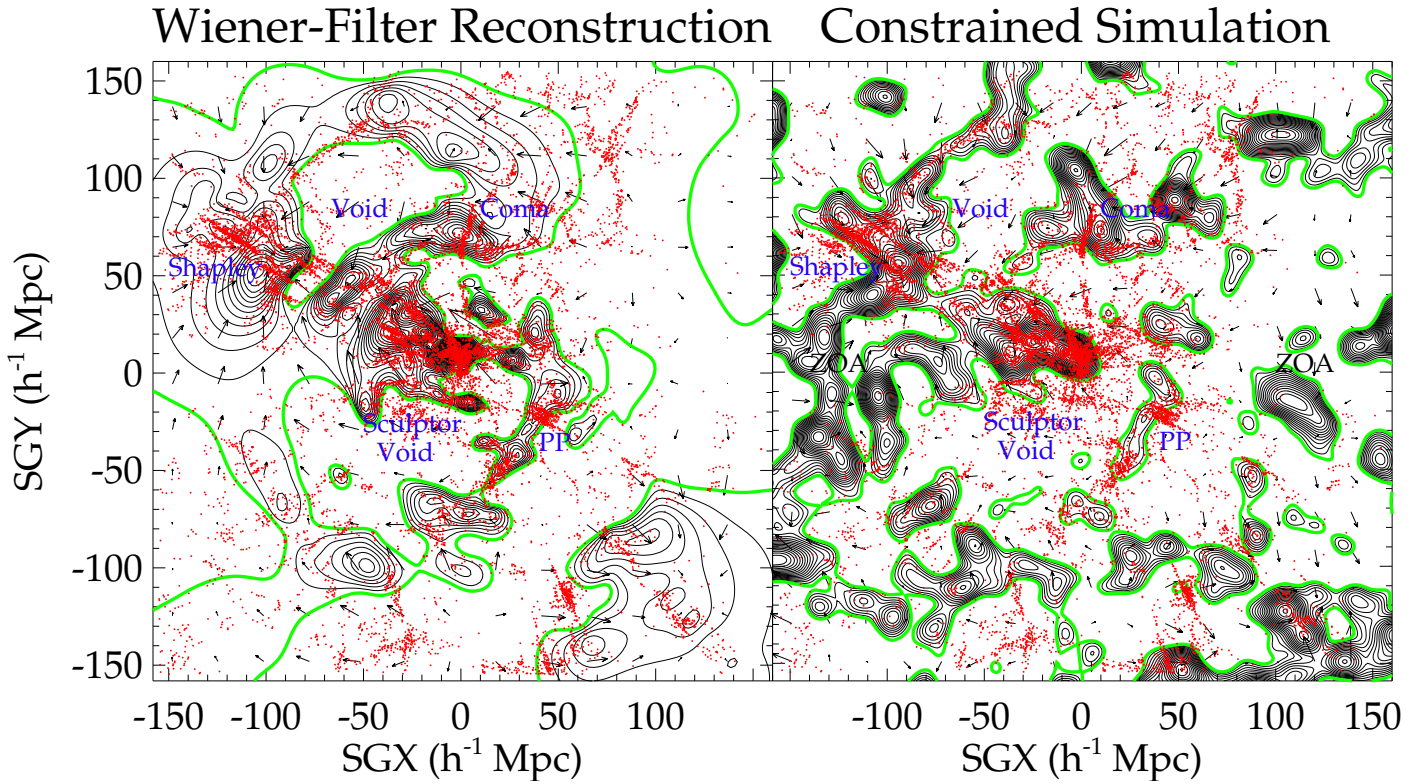 Wiener-Filter Reconstruction
Constrained Simulation
SGY (h⁻¹ Mpc)
150
100
50
0
-50
-100
-150
Void
Coma
Shapley
Sculptor
Void
PP
Void
Coma
Shapley
ZOA
ZOA
Sculptor
Void
PP
-150 -100 -50 0 50 100
-100 -50 0 50 100 150
SGX (h⁻¹ Mpc)
SGX (h⁻¹ Mpc)